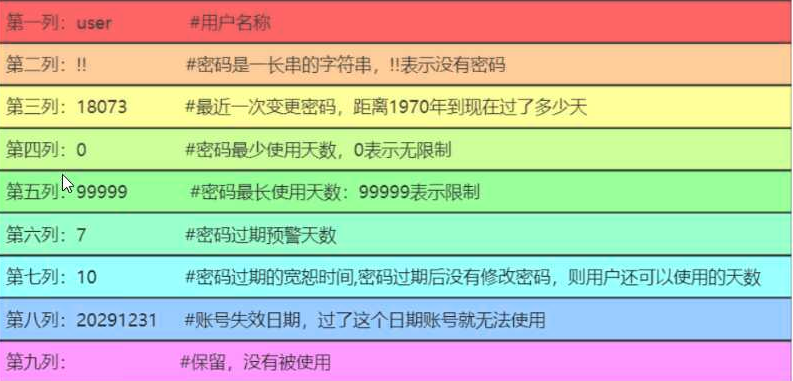 第一列：user #用户名称
第二列：!! #密码是一长串的字符串，!!表示没有密码
第三列：18073 #最近一次变更密码，距离1970年到现在过了多少天
第四列：0 #密码最少使用天数，0表示无限制
第五列：99999 #密码最长使用天数：99999表示限制
第六列：7 #密码过期预警天数
第七列：10 #密码过期的宽恕时间,密码过期后没有修改密码，则用户还可以使用的天数
第八列：20291231 #账号失效日期，过了这个日期账号就无法使用
第九列： #保留，没有被使用